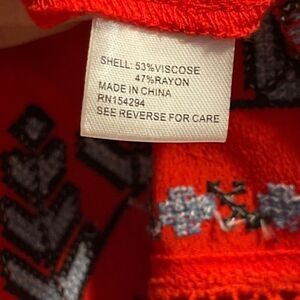 SHELL: 53%VISCOSE
47%RAYON
MADE IN CHINA
RN154294
SEE REVERSE FOR CARE